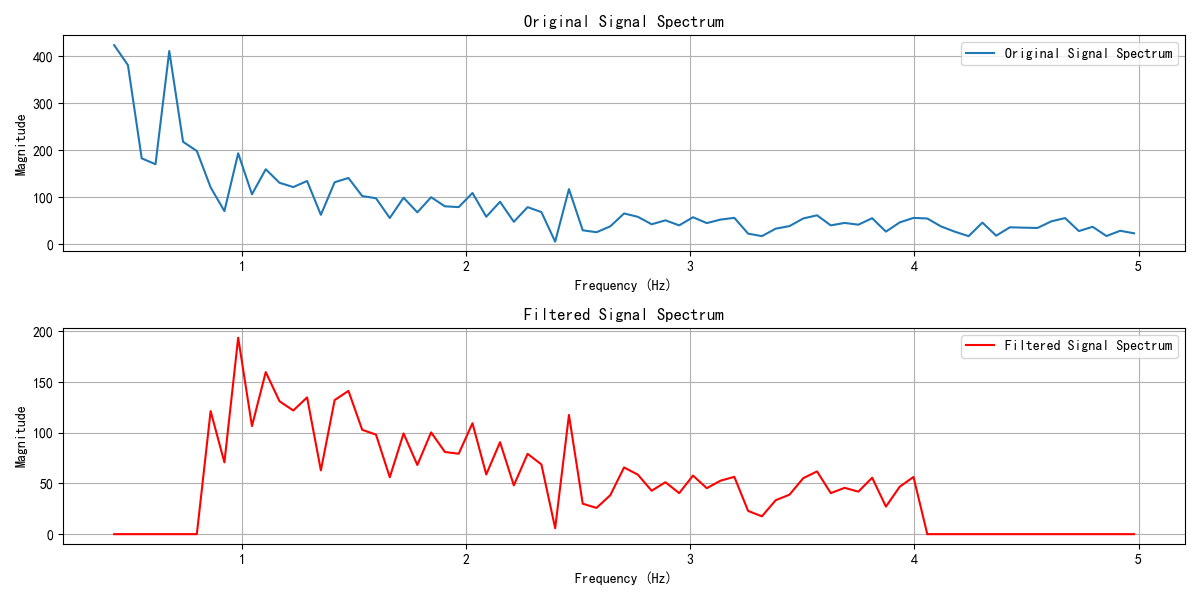 Original Signal Spectrum
Original Signal Spectrum
Magnitude
400
300
200
100
0
1 2 3 4 5
Frequency (Hz)
Filtered Signal Spectrum
Filtered Signal Spectrum
Magnitude
200
150
100
50
0
1 2 3 4 5
Frequency (Hz)